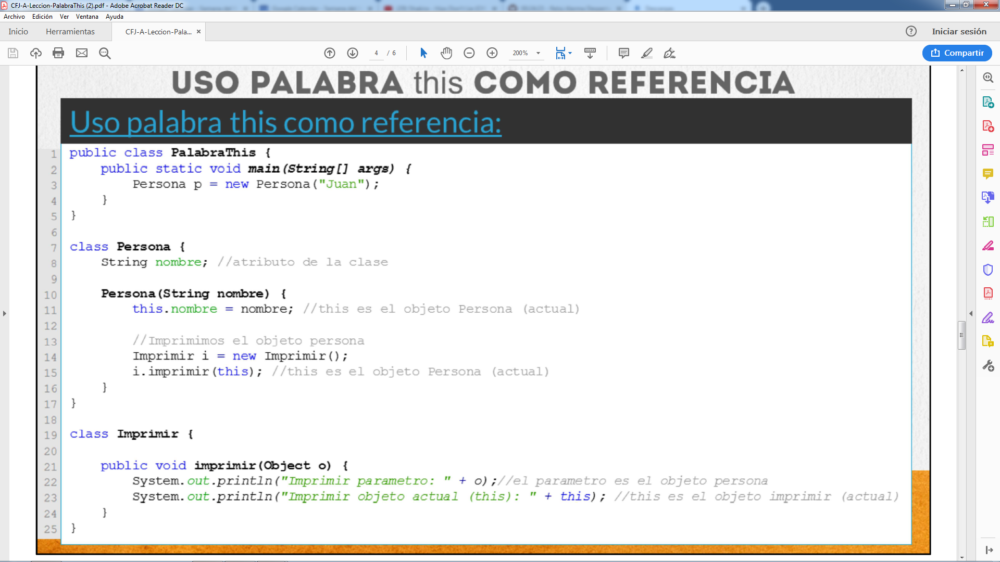 CFJ-A-Leccion-PalabraThis (2).pdf - Adobe Acrobat Reader DC
Archivo Edición Ver Ventana Ayuda
Inicio Herramientas CFJ-A-Leccion-Pala... × Iniciar sesión
4 / 6 200% Compartir
USO PALABRA this COMO REFERENCIA
Uso palabra this como referencia:
1 public class PalabraThis {
2 public static void main(String[] args) {
3 Persona p = new Persona("Juan");
4 }
5 }
6
7 class Persona {
8 String nombre; //atributo de la clase
9
10 Persona(String nombre) {
11 this.nombre = nombre; //this es el objeto Persona (actual)
12
13 //Imprimimos el objeto persona
14 Imprimir i = new Imprimir();
15 i.imprimir(this); //this es el objeto Persona (actual)
16 }
17 }
18
19 class Imprimir {
20
21 public void imprimir(Object o) {
22 System.out.println("Imprimir parametro: " + o);//el parametro es el objeto persona
23 System.out.println("Imprimir objeto actual (this): " + this); //this es el objeto imprimir (actual)
24 }
25 }